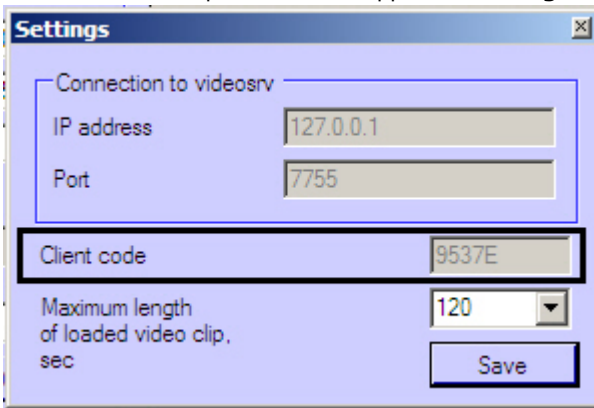 Settings
Connection to videosrv
IP address 127.0.0.1
Port 7755
Client code 9537E
Maximum length 120
of loaded video clip,
sec
Save